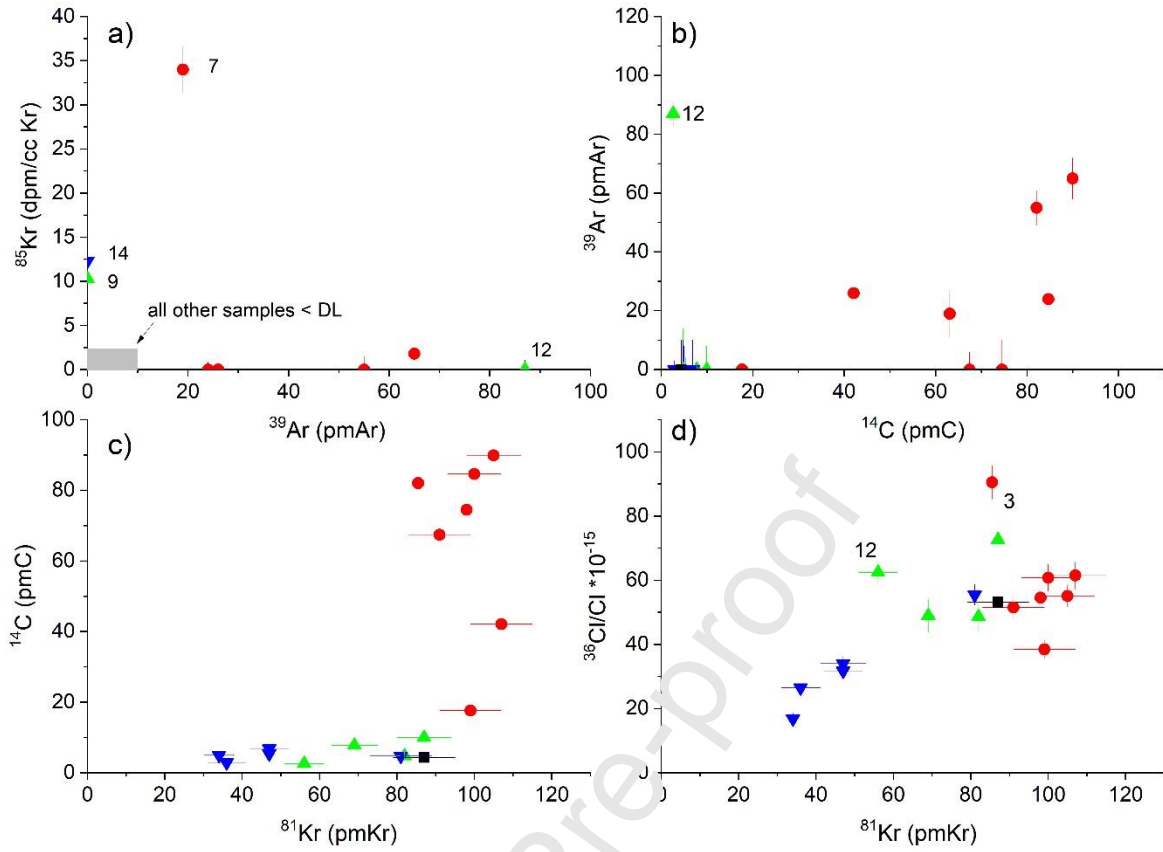 a)
40
35
30
25
20
15
10
5
0
7
14
9
all other samples < DL
12
0 20 40 60 80 100
⁸⁵Kr (dpm/cc Kr)
³⁹Ar (pmAr)
b)
120
100
80
60
40
20
0
12
0 20 40 60 80 100
³⁹Ar (pmAr)
¹⁴C (pmC)
c)
100
80
60
40
20
0
0 20 40 60 80 100 120
¹⁴C (pmC)
⁸¹Kr (pmKr)
d)
100
80
60
40
20
0
3
12
0 20 40 60 80 100 120
³⁶Cl/Cl *10⁻¹⁵
⁸¹Kr (pmKr)
Pre-proof